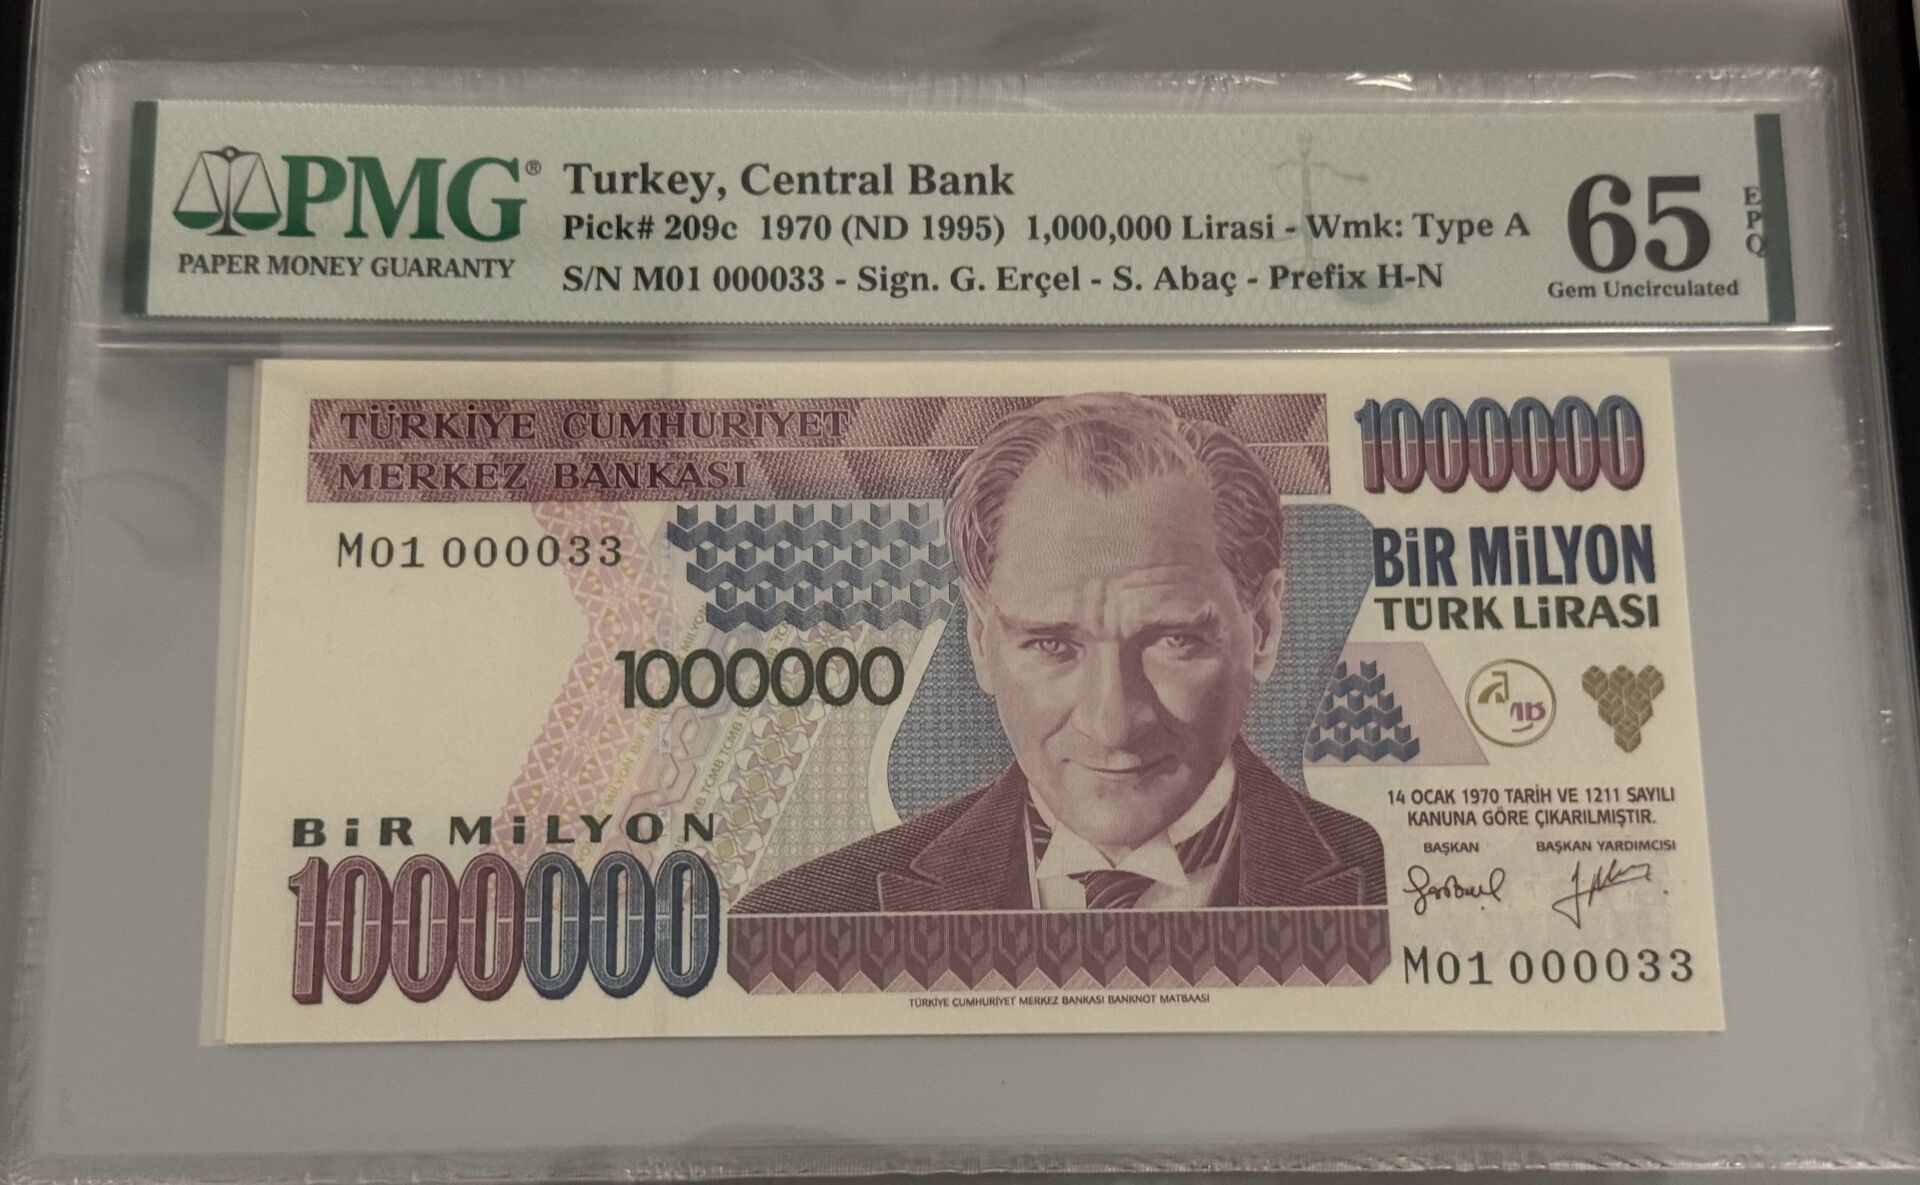 PMG®
PAPER MONEY GUARANTY
Turkey, Central Bank
Pick# 209c 1970 (ND 1995) 1,000,000 Lirasi - Wmk: Type A
S/N M01 000033 - Sign. G. Erçel - S. Abaç - Prefix H-N
65
EPQ
Gem Uncirculated
TÜRKİYE CUMHURİYET
MERKEZ BANKASI
1000000
M01 000033
BİR MİLYON
TÜRK LİRASI
1000000
14 OCAK 1970 TARİH VE 1211 SAYILI
KANUNA GÖRE ÇIKARILMIŞTIR.
BAŞKAN BAŞKAN YARDIMCISI
BİR MİLYON
1000000
M01 000033
TÜRKİYE CUMHURİYET MERKEZ BANKASI BANKNOT MATBAASI